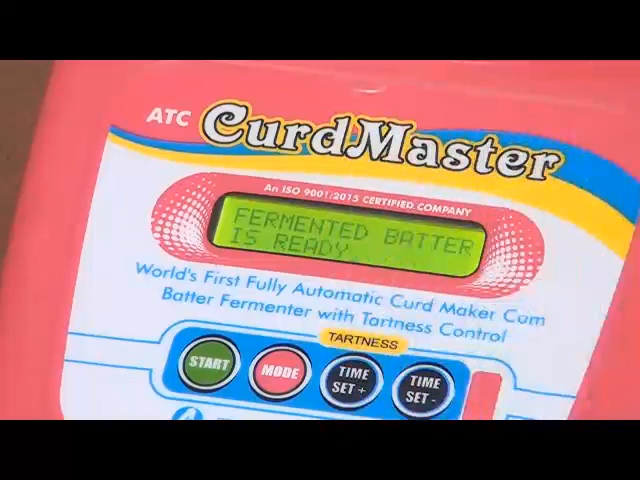 ATC CurdMaster
An ISO 9001:2015 CERTIFIED COMPANY
FERMENTED BATTER
IS READY.
World's First Fully Automatic Curd Maker Cum
Batter Fermenter with Tartness Control
TARTNESS
START
MODE
TIME
SET +
TIME
SET -